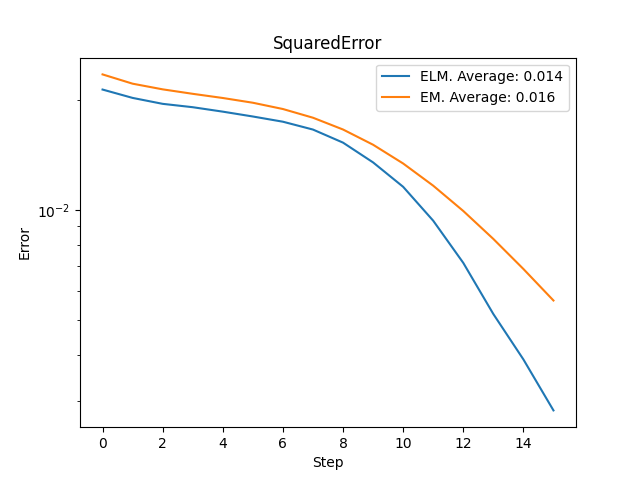 SquaredError
ELM. Average: 0.014
EM. Average: 0.016
10⁻²
Error
0 2 4 6 8 10 12 14
Step